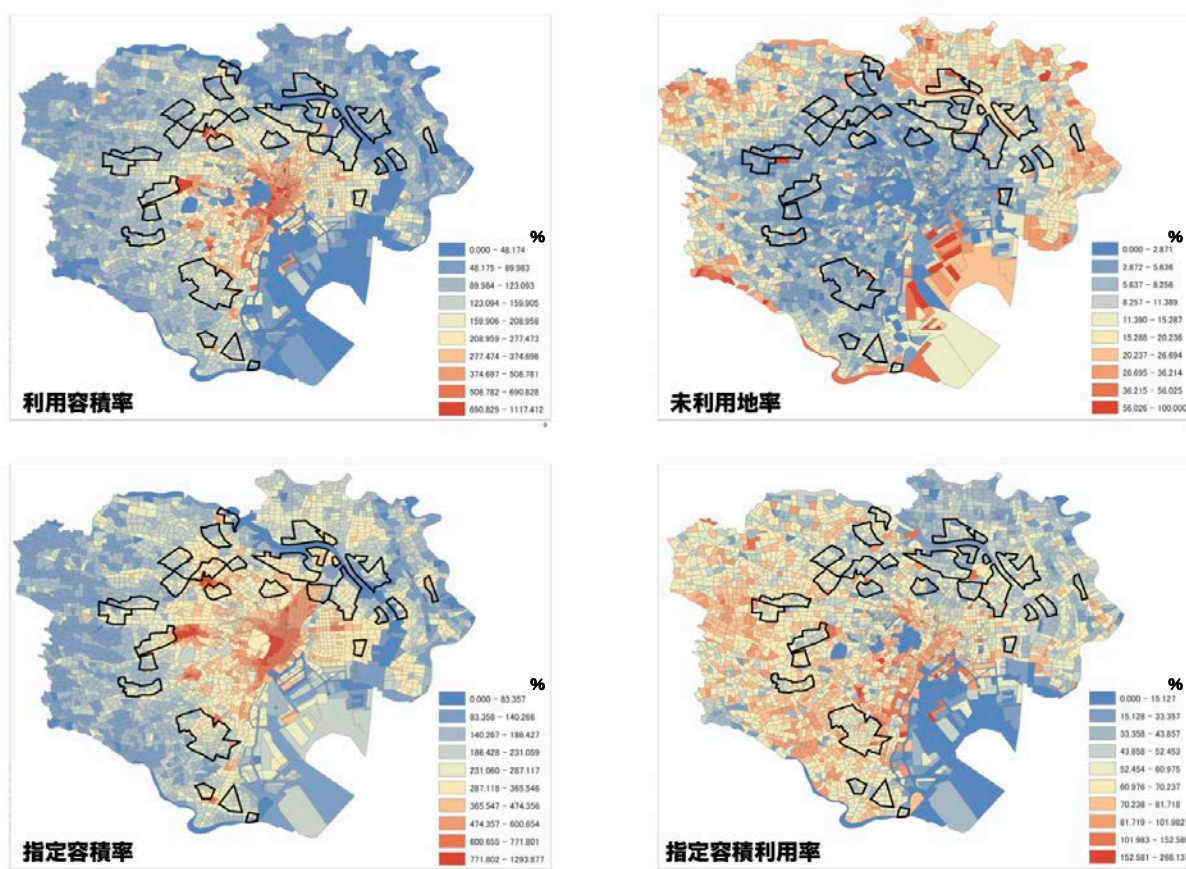 %
0.000 - 48.174
48.175 - 89.983
89.984 - 123.093
123.094 - 159.905
159.906 - 208.958
208.959 - 277.473
277.474 - 374.696
374.697 - 508.781
508.782 - 690.828
690.829 - 1117.412
利用容積率
%
0.000 - 2.871
2.872 - 5.636
5.637 - 8.256
8.257 - 11.389
11.390 - 15.287
15.288 - 20.236
20.237 - 26.694
26.695 - 36.214
36.215 - 56.025
56.026 - 100.000
未利用地率
%
0.000 - 83.357
83.358 - 140.266
140.267 - 186.427
186.428 - 231.059
231.060 - 287.117
287.118 - 365.546
365.547 - 474.356
474.357 - 600.654
600.655 - 771.801
771.802 - 1293.877
指定容積率
%
0.000 - 15.127
15.128 - 33.357
33.358 - 43.857
43.858 - 52.453
52.454 - 60.975
60.976 - 70.237
70.238 - 81.718
81.719 - 101.982
101.983 - 152.580
152.581 - 266.137
指定容積利用率